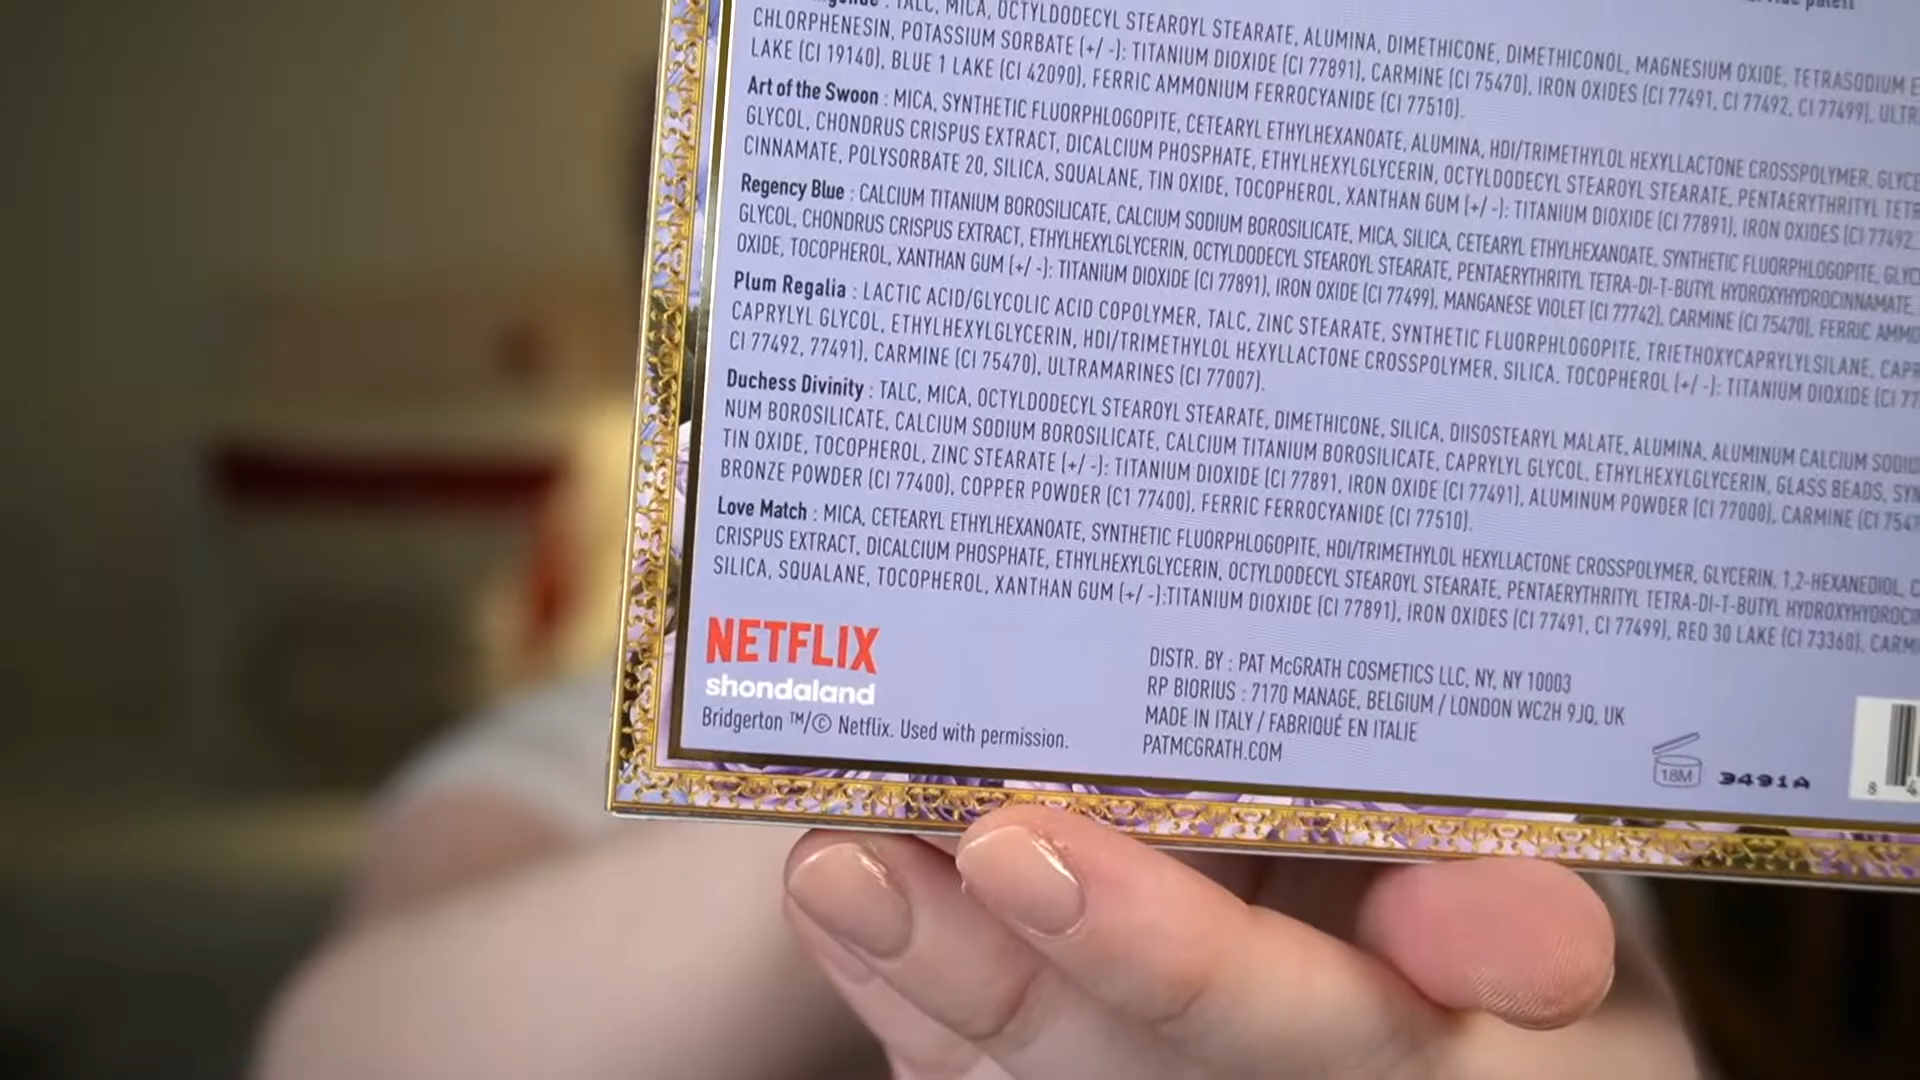 : TALC, MICA, OCTYLDODECYL STEAROYL STEARATE, ALUMINA, DIMETHICONE, DIMETHICONOL, MAGNESIUM OXIDE, TETRASODIUM
CHLORPHENESIN, POTASSIUM SORBATE (+/ -): TITANIUM DIOXIDE (CI 77891), CARMINE (CI 75470), IRON OXIDES (CI 77491, CI 77492, CI 77499),
LAKE (CI 19140), BLUE 1 LAKE (CI 42090), FERRIC AMMONIUM FERROCYANIDE (CI 77510).
Art of the Swoon : MICA, SYNTHETIC FLUORPHLOGOPITE, CETEARYL ETHYLHEXANOATE, ALUMINA, HDI/TRIMETHYLOL HEXYLLACTONE CROSSPOLYMER,
GLYCOL, CHONDRUS CRISPUS EXTRACT, DICALCIUM PHOSPHATE, ETHYLHEXYLGLYCERIN, OCTYLDODECYL STEAROYL STEARATE, PENTAERYTHRITYL
CINNAMATE, POLYSORBATE 20, SILICA, SQUALANE, TIN OXIDE, TOCOPHEROL, XANTHAN GUM (+/ -): TITANIUM DIOXIDE (CI 77891), IRON OXIDES (CI 77492,
Regency Blue : CALCIUM TITANIUM BOROSILICATE, CALCIUM SODIUM BOROSILICATE, MICA, SILICA, CETEARYL ETHYLHEXANOATE, SYNTHETIC FLUORPHLOGOPITE,
GLYCOL, CHONDRUS CRISPUS EXTRACT, ETHYLHEXYLGLYCERIN, OCTYLDODECYL STEAROYL STEARATE, PENTAERYTHRITYL TETRA-DI-T-BUTYL HYDROXYHYDROCINNAMATE,
OXIDE, TOCOPHEROL, XANTHAN GUM (+/ -): TITANIUM DIOXIDE (CI 77891), IRON OXIDE (CI 77499), MANGANESE VIOLET (CI 77742), CARMINE (CI 75470), FERRIC
Plum Regalia : LACTIC ACID/GLYCOLIC ACID COPOLYMER, TALC, ZINC STEARATE, SYNTHETIC FLUORPHLOGOPITE, TRIETHOXYCAPRYLYLSILANE,
CAPRYLYL GLYCOL, ETHYLHEXYLGLYCERIN, HDI/TRIMETHYLOL HEXYLLACTONE CROSSPOLYMER, SILICA, TOCOPHEROL (+/ -): TITANIUM DIOXIDE
CI 77492, 77491), CARMINE (CI 75470), ULTRAMARINES (CI 77007).
Duchess Divinity : TALC, MICA, OCTYLDODECYL STEAROYL STEARATE, DIMETHICONE, SILICA, DIISOSTEARYL MALATE, ALUMINA, ALUMINUM CALCIUM
NUM BOROSILICATE, CALCIUM SODIUM BOROSILICATE, CALCIUM TITANIUM BOROSILICATE, CAPRYLYL GLYCOL, ETHYLHEXYLGLYCERIN, GLASS BEADS,
TIN OXIDE, TOCOPHEROL, ZINC STEARATE (+/ -): TITANIUM DIOXIDE (CI 77891, IRON OXIDE (CI 77491), ALUMINUM POWDER (CI 77000), CARMINE
BRONZE POWDER (CI 77400), COPPER POWDER (C1 77400), FERRIC FERROCYANIDE (CI 77510).
Love Match : MICA, CETEARYL ETHYLHEXANOATE, SYNTHETIC FLUORPHLOGOPITE, HDI/TRIMETHYLOL HEXYLLACTONE CROSSPOLYMER, GLYCERIN, 1,2-HEXANEDIOL,
CRISPUS EXTRACT, DICALCIUM PHOSPHATE, ETHYLHEXYLGLYCERIN, OCTYLDODECYL STEAROYL STEARATE, PENTAERYTHRITYL TETRA-DI-T-BUTYL
SILICA, SQUALANE, TOCOPHEROL, XANTHAN GUM (+/ -):TITANIUM DIOXIDE (CI 77891), IRON OXIDES (CI 77491, CI 77499), RED 30 LAKE (CI 73360),
NETFLIX
shondaland
Bridgerton ™/© Netflix. Used with permission.
DISTR. BY : PAT McGRATH COSMETICS LLC, NY, NY 10003
RP BIORIUS : 7170 MANAGE, BELGIUM / LONDON WC2H 9JQ, UK
MADE IN ITALY / FABRIQUÉ EN ITALIE
PATMCGRATH.COM
18M
3491A
8